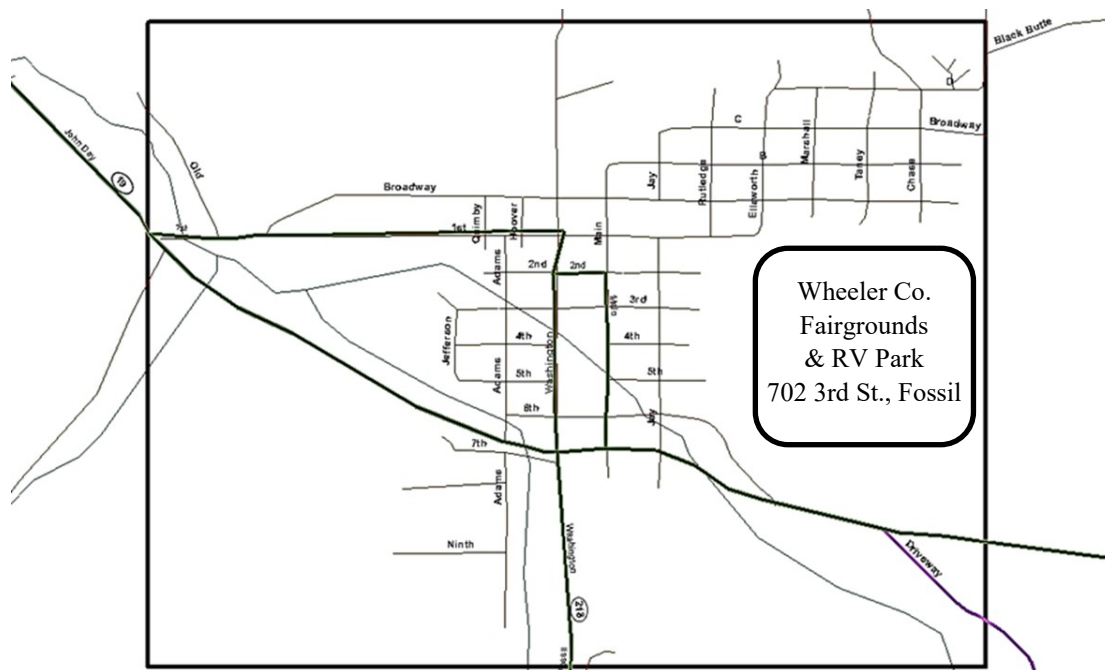 Black Butte
D
Broadway
C
B
Marshall
Taney
Chase
Jay
Rutledge
Ellsworth
John Day
19
Old
Broadway
Quimby
Hoover
Main
1st
1st
Adams
2nd
2nd
Wheeler Co.
Fairgrounds
& RV Park
702 3rd St., Fossil
Main
3rd
Jefferson
4th
Washington
4th
Adams
5th
5th
6th
Jay
7th
Adams
Washington
Ninth
Driveway
218